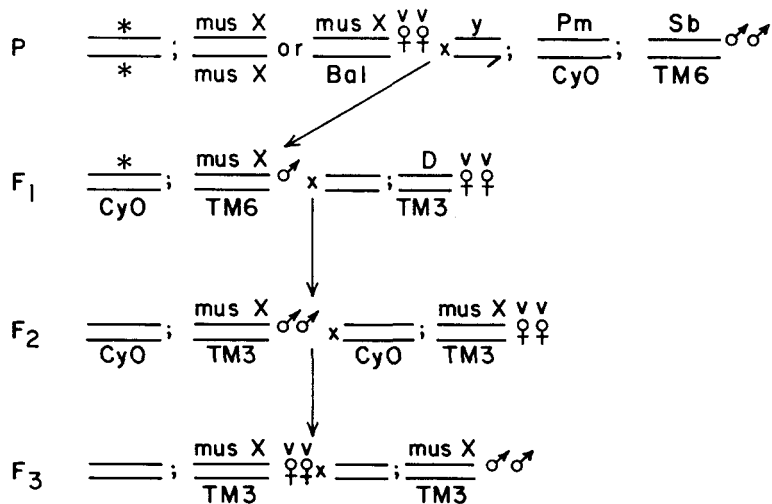 * mus X mus X v v y Pm Sb
P ; or ♀♀ x ; ; ♂♂
* mus X Bal CyO TM6
* mus X D v v
F1 ; ♂ x ; ♀♀
CyO TM6 TM3
mus X mus X v v
F2 ; ♂♂ x ; ♀♀
CyO TM3 CyO TM3
mus X v v mus X
F3 ; ♀♀ x ; ♂♂
TM3 TM3